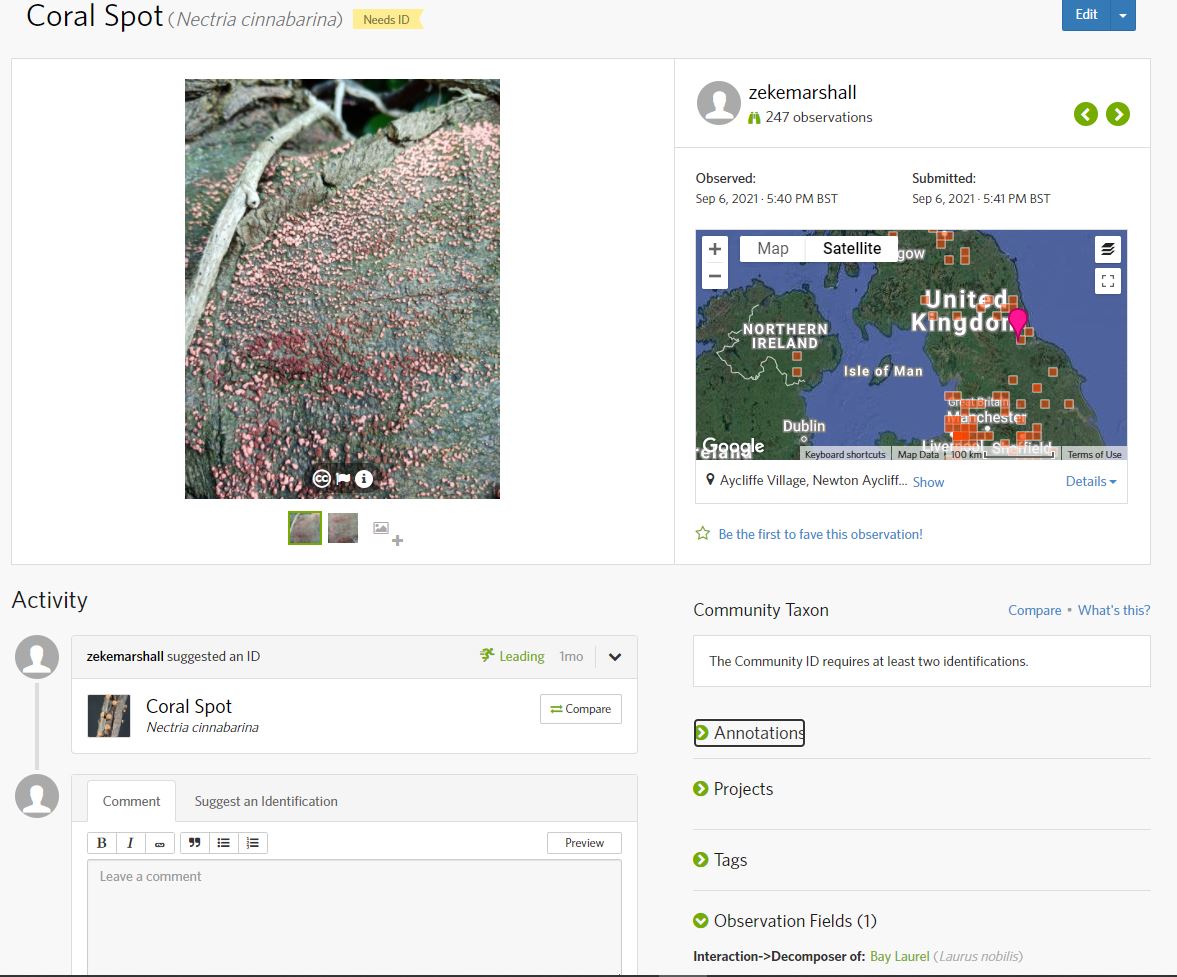 Coral Spot (Nectria cinnabarina) Needs ID
Edit
zekemarshall
247 observations
Observed:
Sep 6, 2021 · 5:40 PM BST
Submitted:
Sep 6, 2021 · 5:41 PM BST
+
−
Map Satellite
gow
United
Kingdom
NORTHERN
IRELAND
Isle of Man
Great Britain
Manchester
Dublin
Liverpool
Sheffield
Ireland
Google
Keyboard shortcuts Map Data 100 km Terms of Use
Aycliffe Village, Newton Aycliff... Show
Details
Be the first to fave this observation!
Activity
zekemarshall suggested an ID
Leading 1mo
Coral Spot
Nectria cinnabarina
Compare
Comment
Suggest an Identification
B I
Preview
Leave a comment
Community Taxon
Compare • What's this?
The Community ID requires at least two identifications.
Annotations
Projects
Tags
Observation Fields (1)
Interaction->Decomposer of: Bay Laurel (Laurus nobilis)